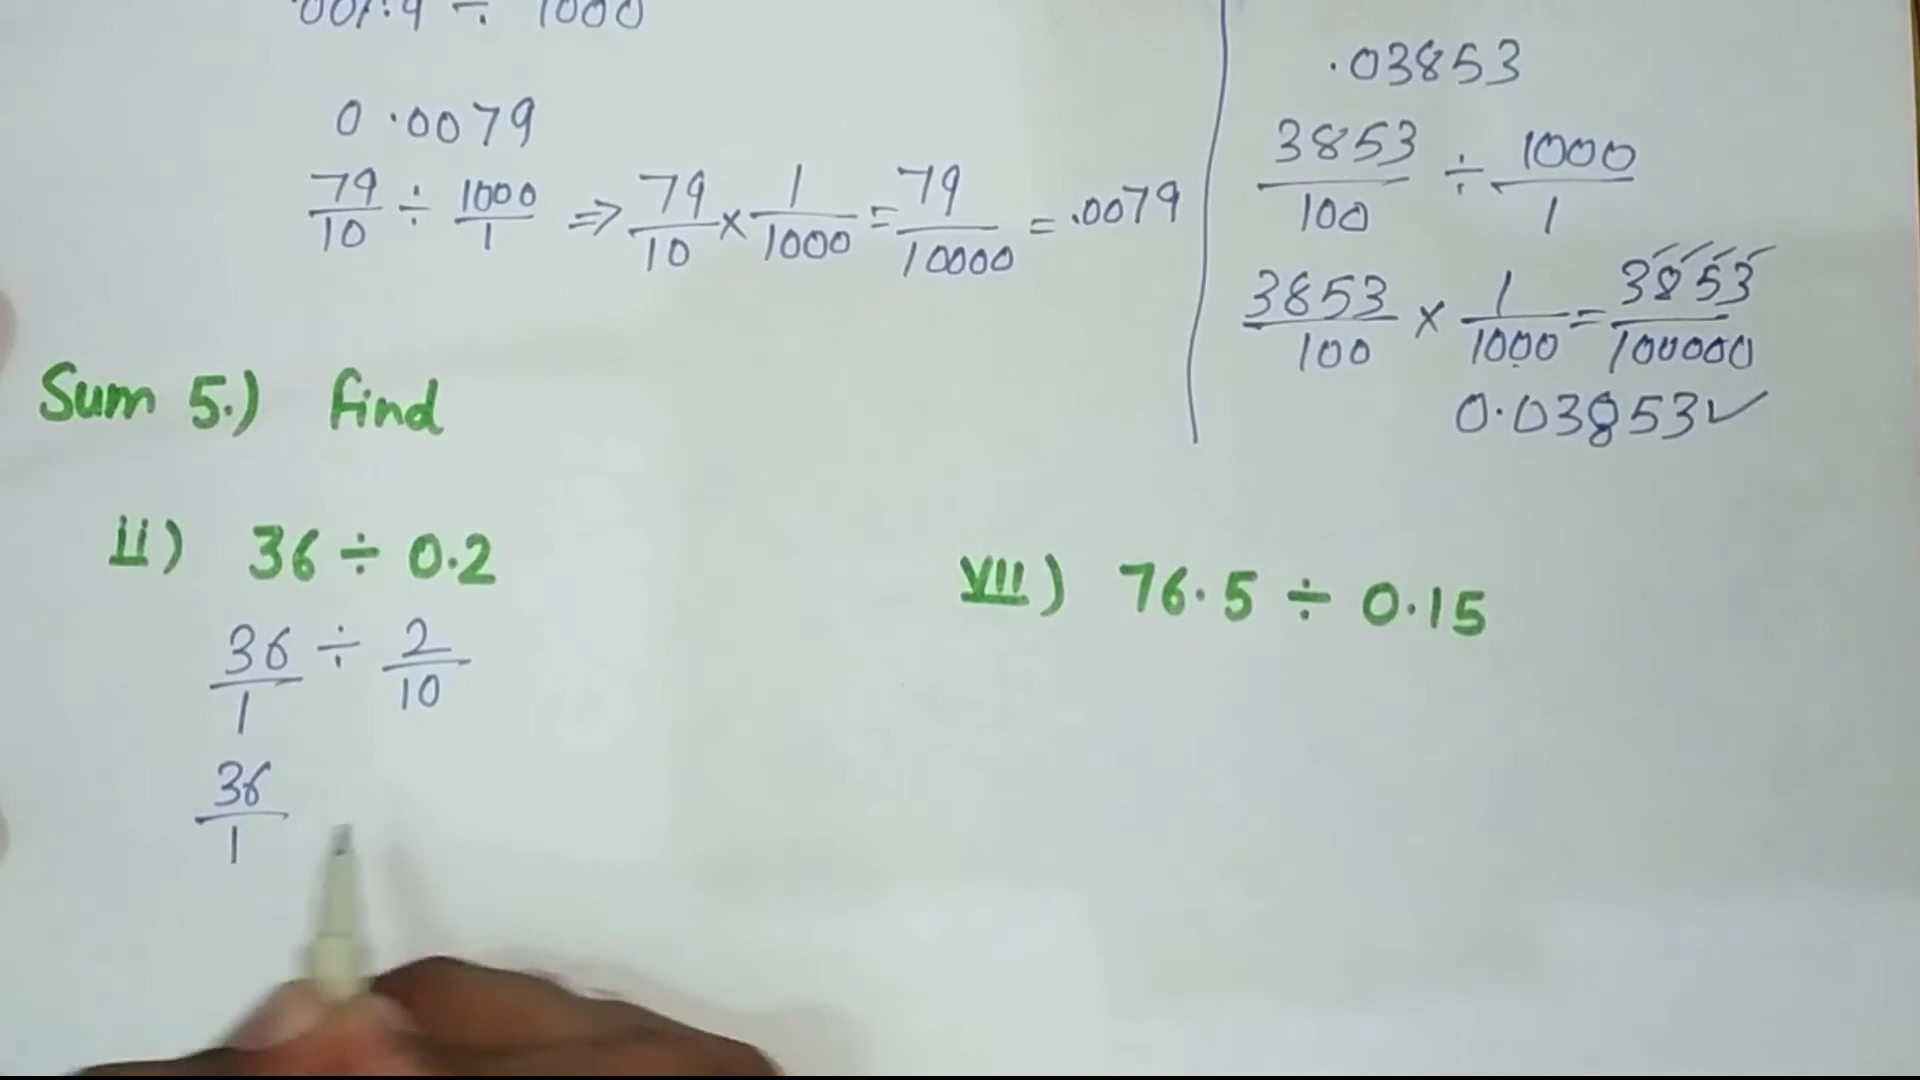 ÷ 1000
0.0079
79/10 ÷ 1000/1 ⇒ 79/10 × 1/1000 = 79/10000 = .0079
.03853
3853/100 ÷ 1000/1
3853/100 × 1/1000 = 3853/100000
0.03853✓
Sum 5.) find
ii) 36 ÷ 0.2
36/1 ÷ 2/10
36/1
VII) 76.5 ÷ 0.15